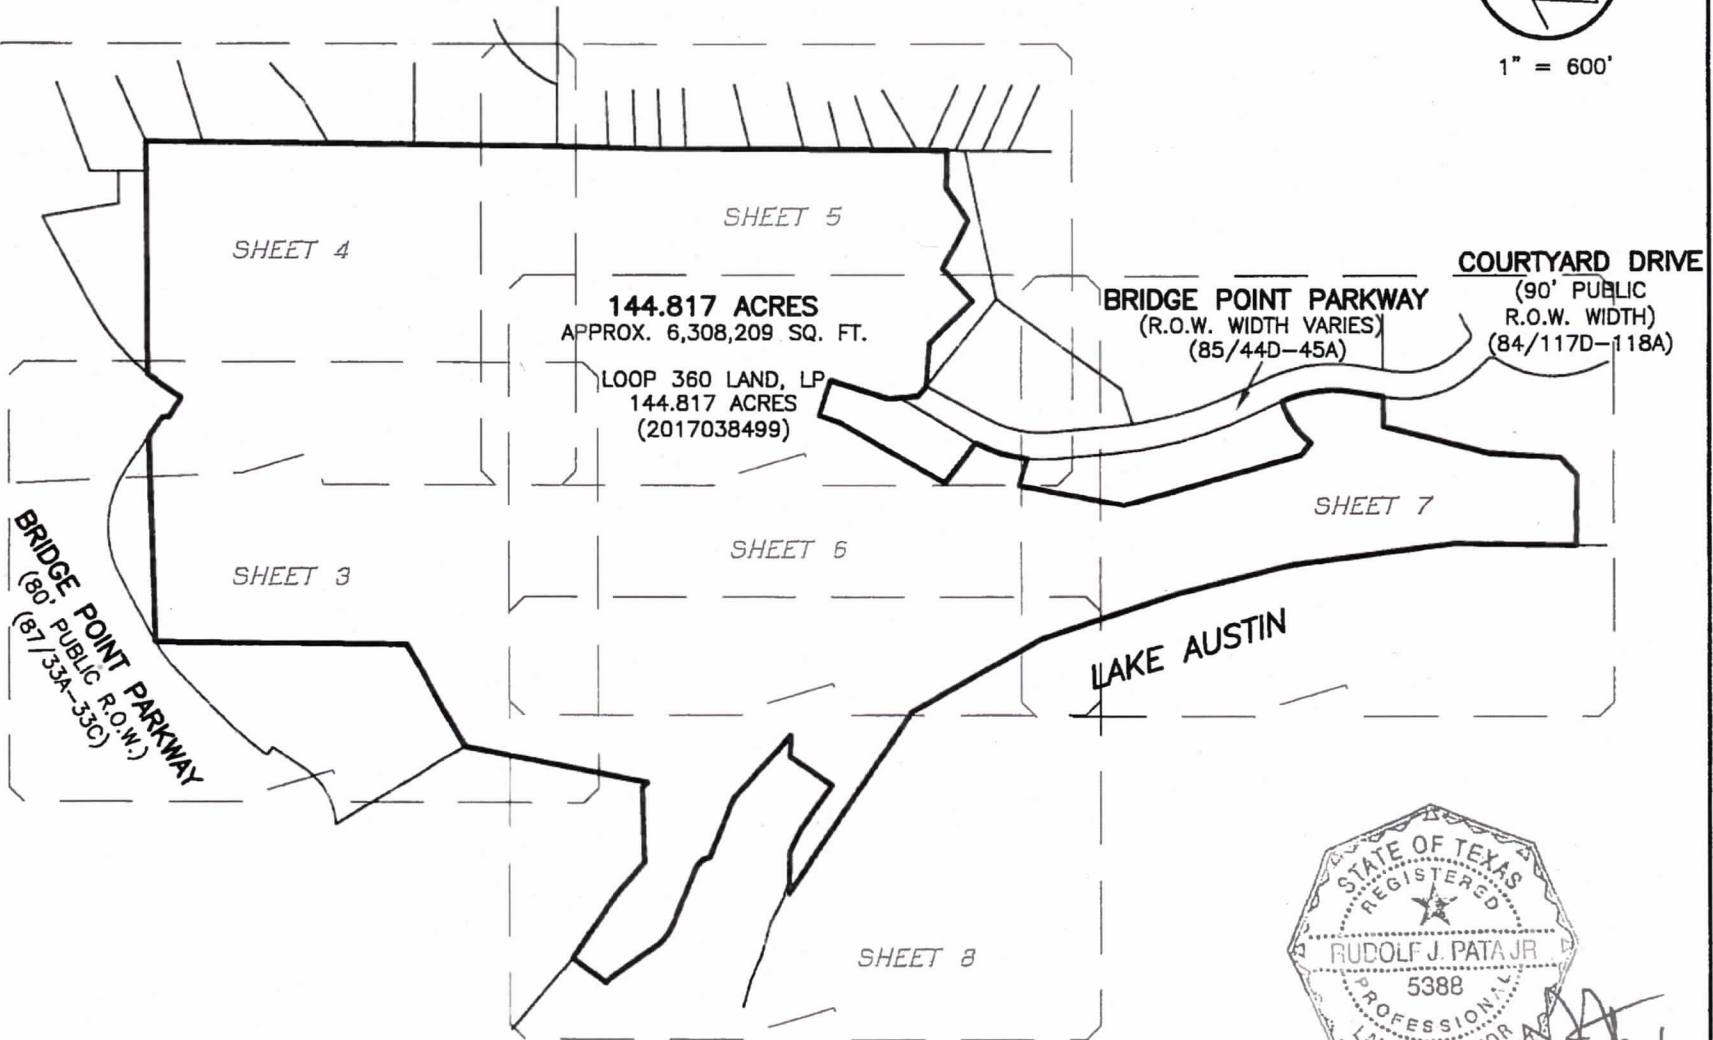 1" = 600'
SHEET 5
SHEET 4
COURTYARD DRIVE
(90' PUBLIC
R.O.W. WIDTH)
(84/117D-118A)
144.817 ACRES
APPROX. 6,308,209 SQ. FT.
BRIDGE POINT PARKWAY
(R.O.W. WIDTH VARIES)
(85/44D-45A)
LOOP 360 LAND, LP
144.817 ACRES
(2017038499)
SHEET 7
SHEET 6
SHEET 3
BRIDGE POINT PARKWAY
(80' PUBLIC R.O.W.)
(87/33A-33C)
LAKE AUSTIN
SHEET 8
STATE OF TEXAS
REGISTERED
RUDOLF J. PATA JR
5388
PROFESSIONAL